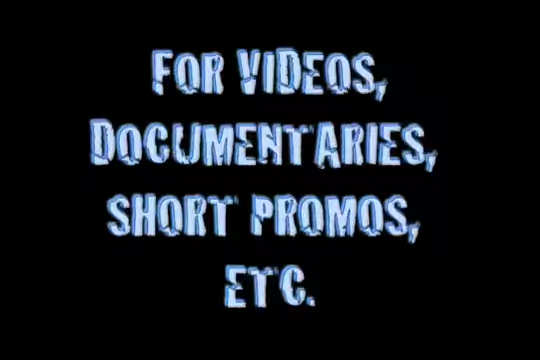 FOR VIDEOS,
DOCUMENTARIES,
SHORT PROMOS,
ETC.